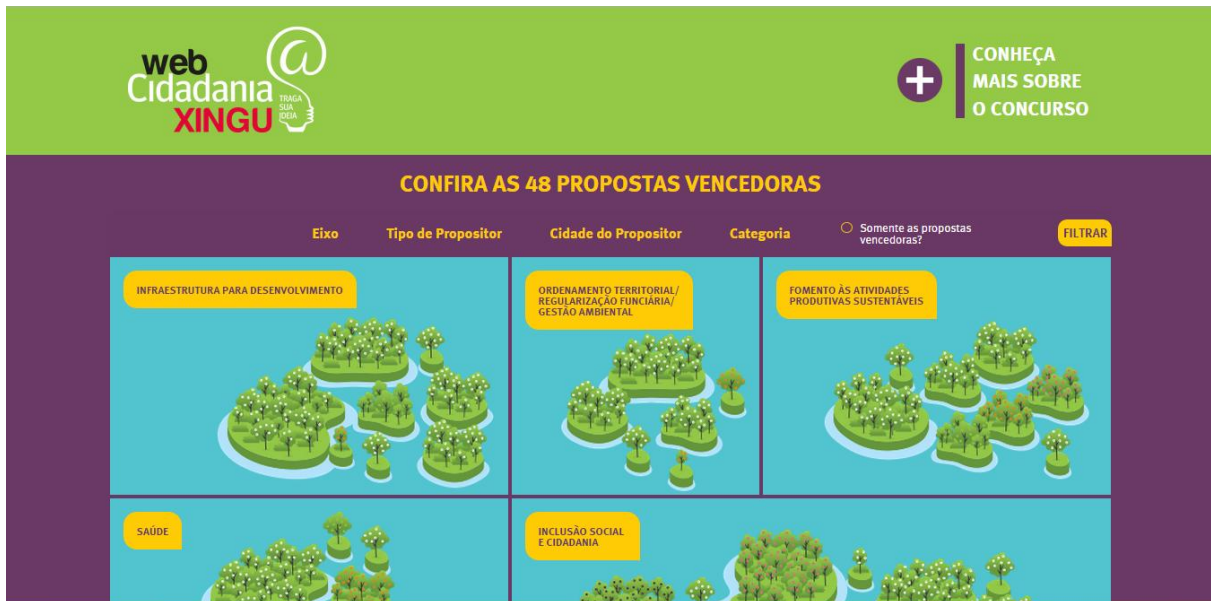 web
Cidadania
XINGU
TRAGA
SUA
IDEIA
CONHEÇA
MAIS SOBRE
O CONCURSO
CONFIRA AS 48 PROPOSTAS VENCEDORAS
Eixo
Tipo de Propositor
Cidade do Propositor
Categoria
Somente as propostas
vencedoras?
FILTRAR
INFRAESTRUTURA PARA DESENVOLVIMENTO
ORDENAMENTO TERRITORIAL/
REGULARIZAÇÃO FUNCIÁRIA/
GESTÃO AMBIENTAL
FOMENTO ÀS ATIVIDADES
PRODUTIVAS SUSTENTÁVEIS
SAÚDE
INCLUSÃO SOCIAL
E CIDADANIA